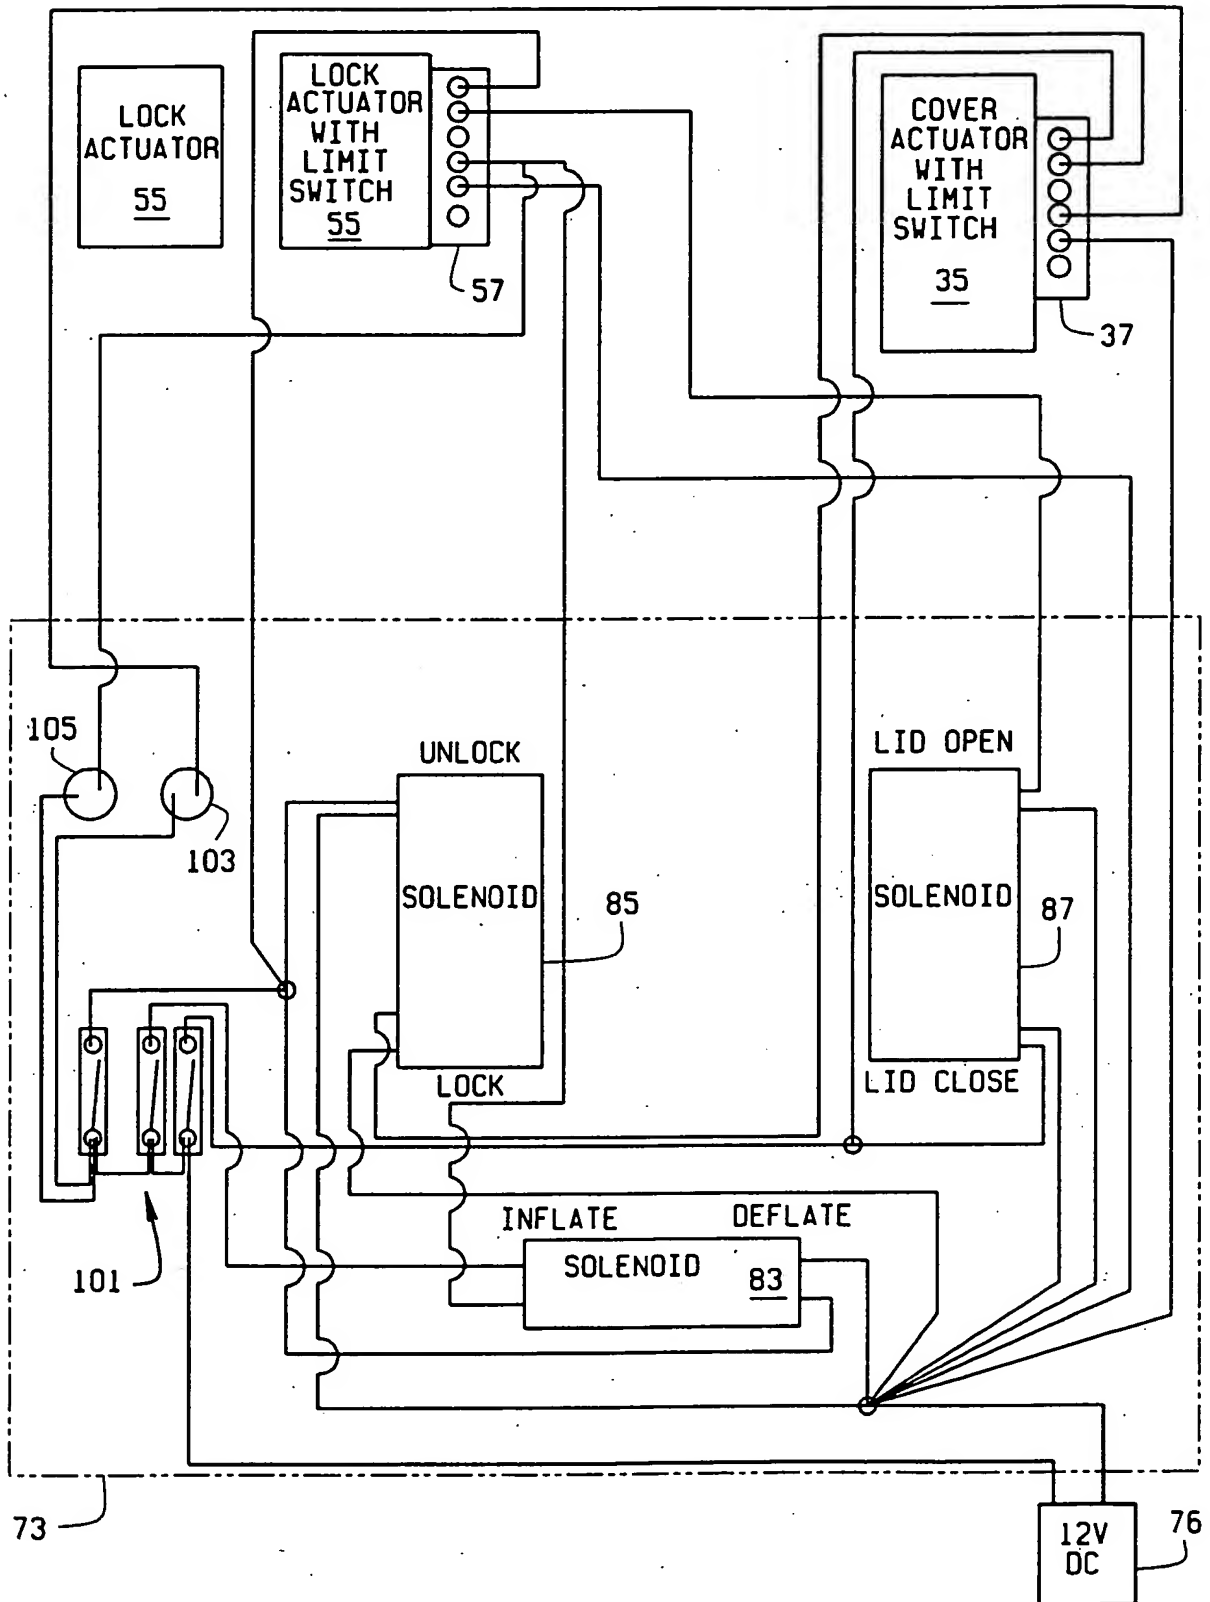 LOCK
ACTUATOR
55
LOCK
ACTUATOR
WITH
LIMIT
SWITCH
55
57
COVER
ACTUATOR
WITH
LIMIT
SWITCH
35
37
105
103
UNLOCK
SOLENOID
85
LOCK
LID OPEN
SOLENOID
87
LID CLOSE
101
INFLATE
DEFLATE
SOLENOID
83
73
12V
DC
76